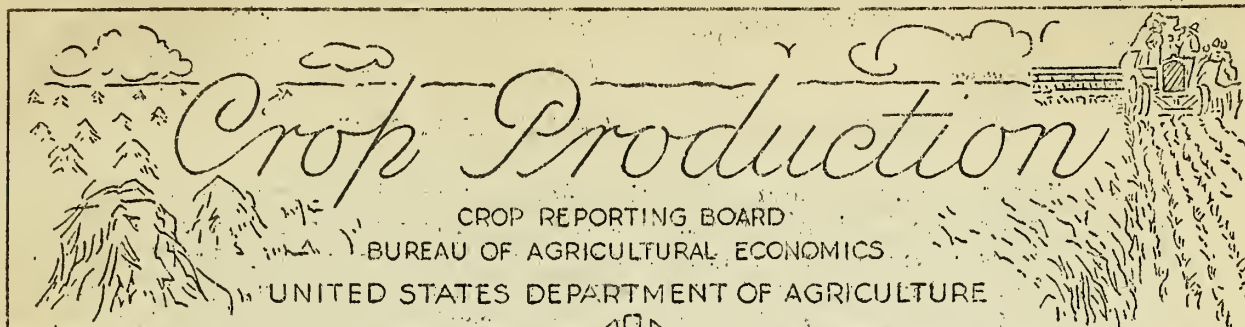 Crop Production
CROP REPORTING BOARD
BUREAU OF AGRICULTURAL ECONOMICS
UNITED STATES DEPARTMENT OF AGRICULTURE